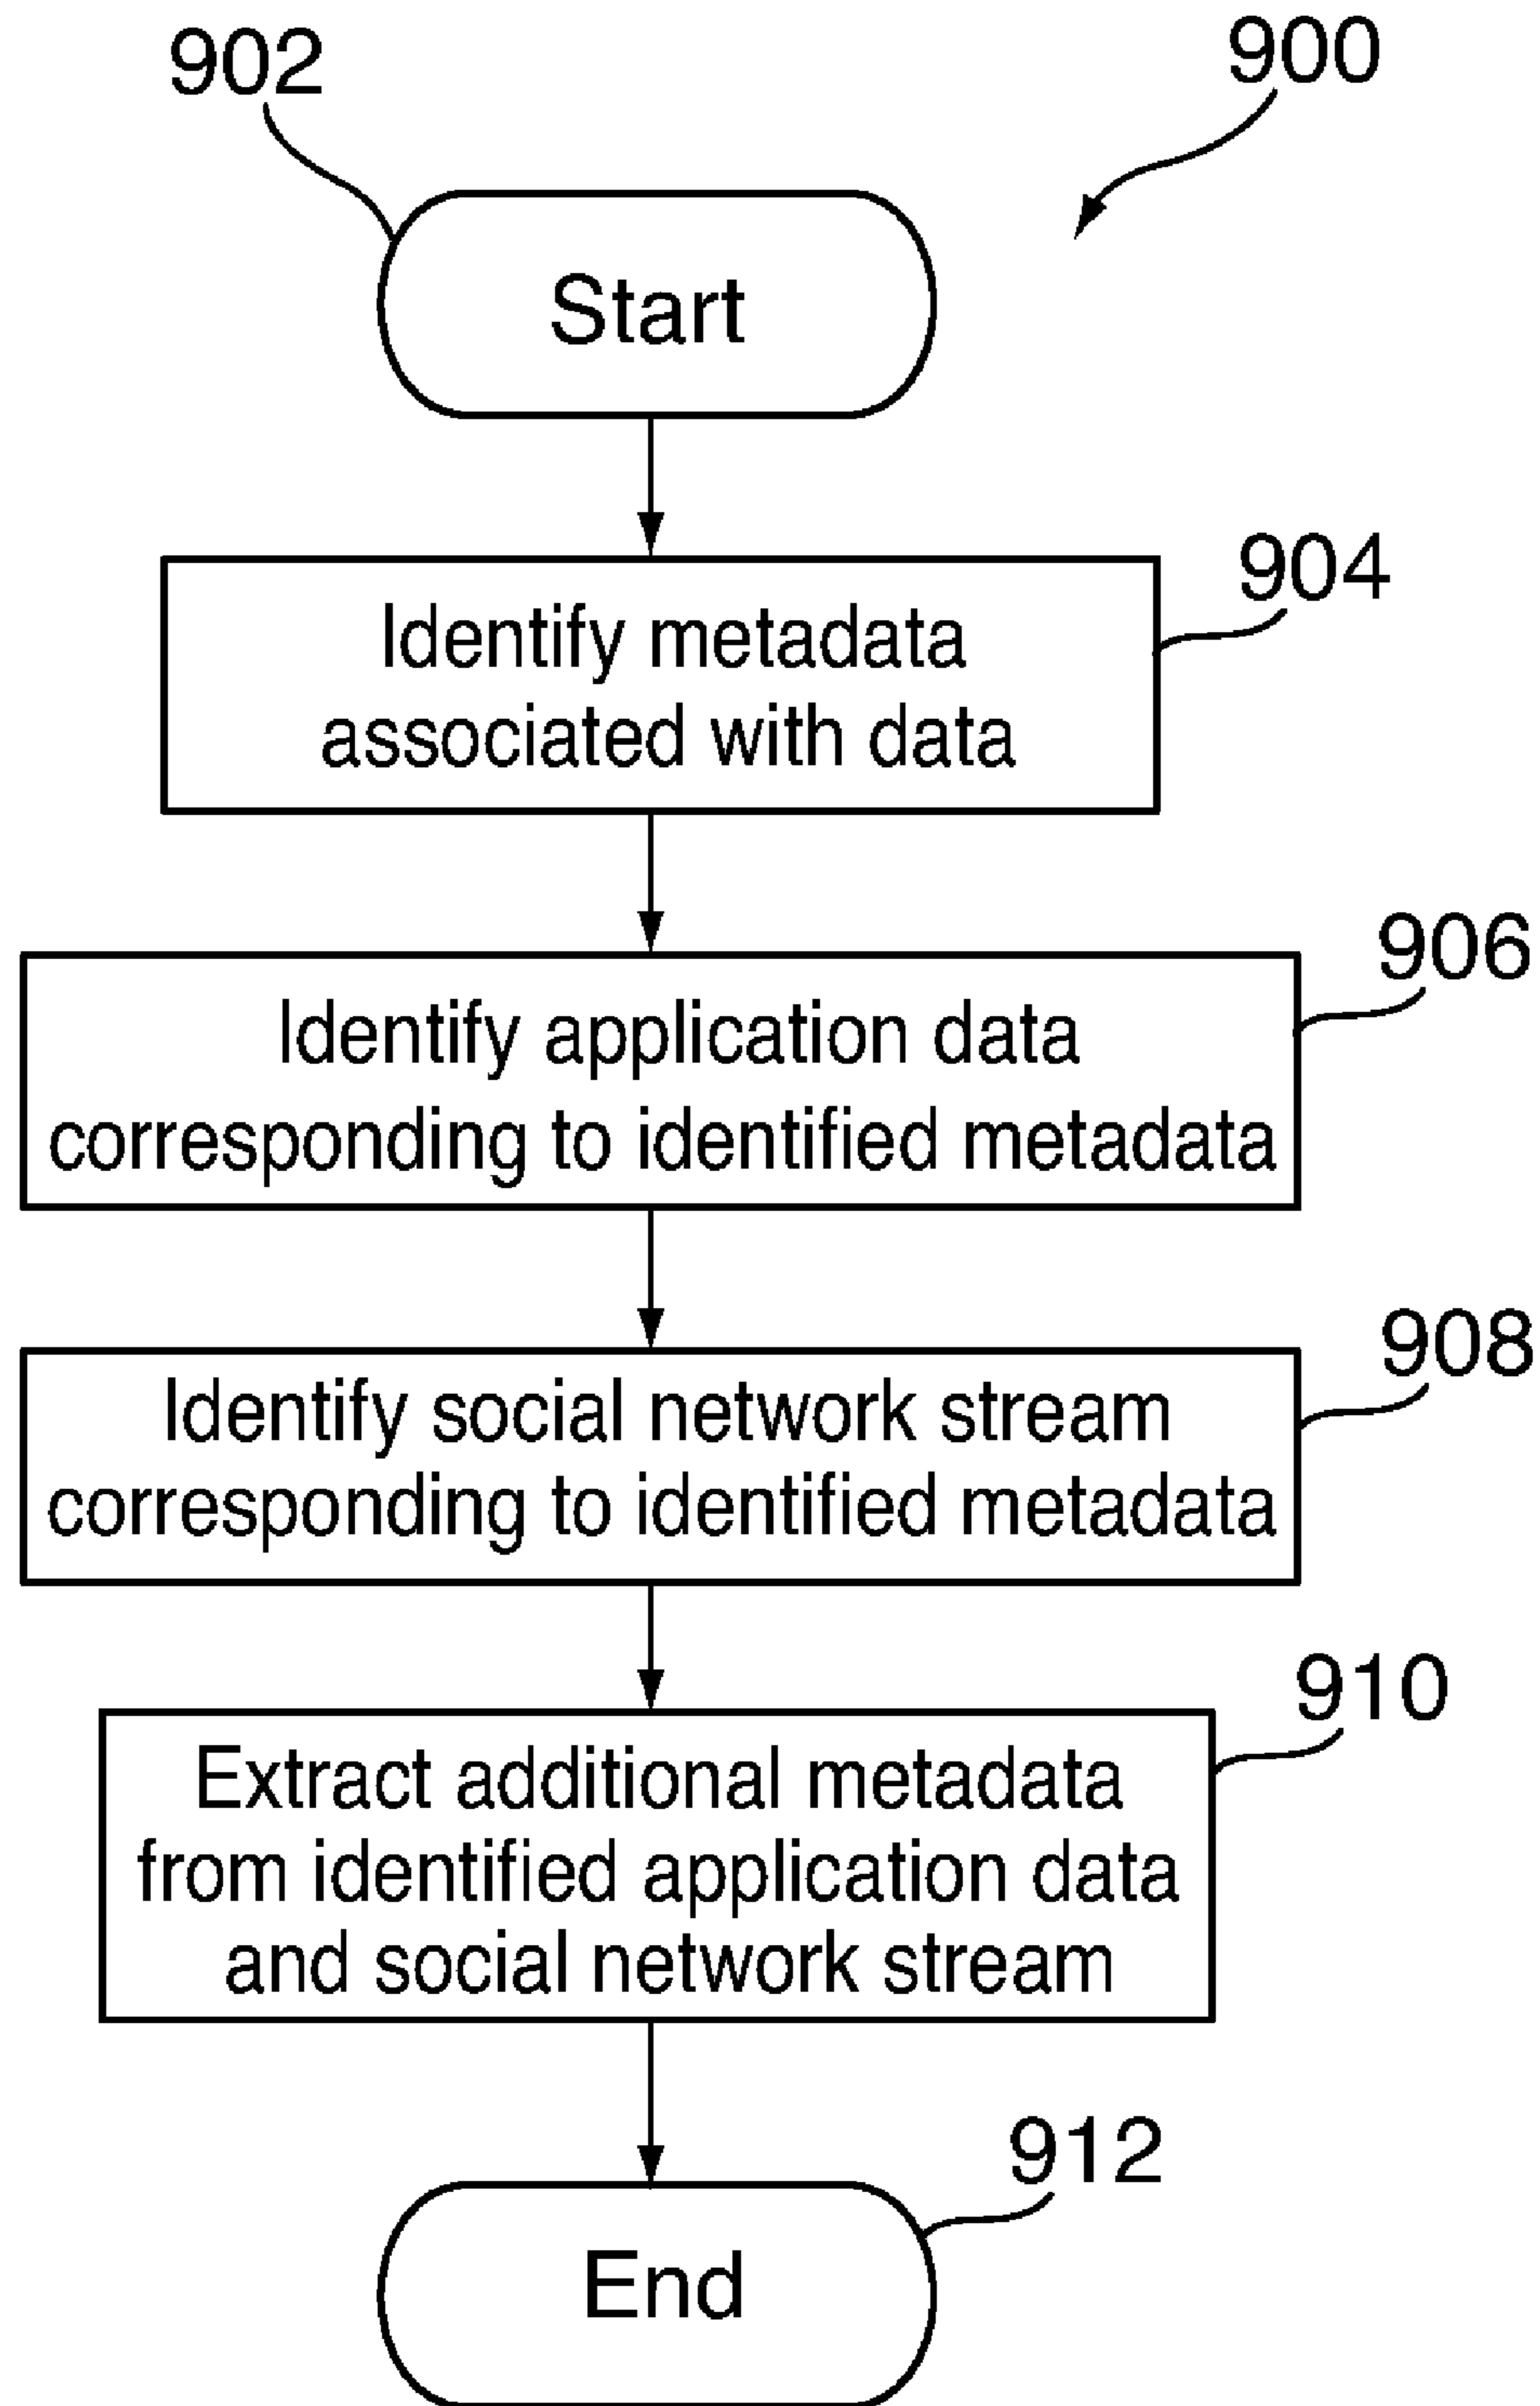 902
900
Start
904
Identify metadata
associated with data
906
Identify application data
corresponding to identified metadata
908
Identify social network stream
corresponding to identified metadata
910
Extract additional metadata
from identified application data
and social network stream
912
End